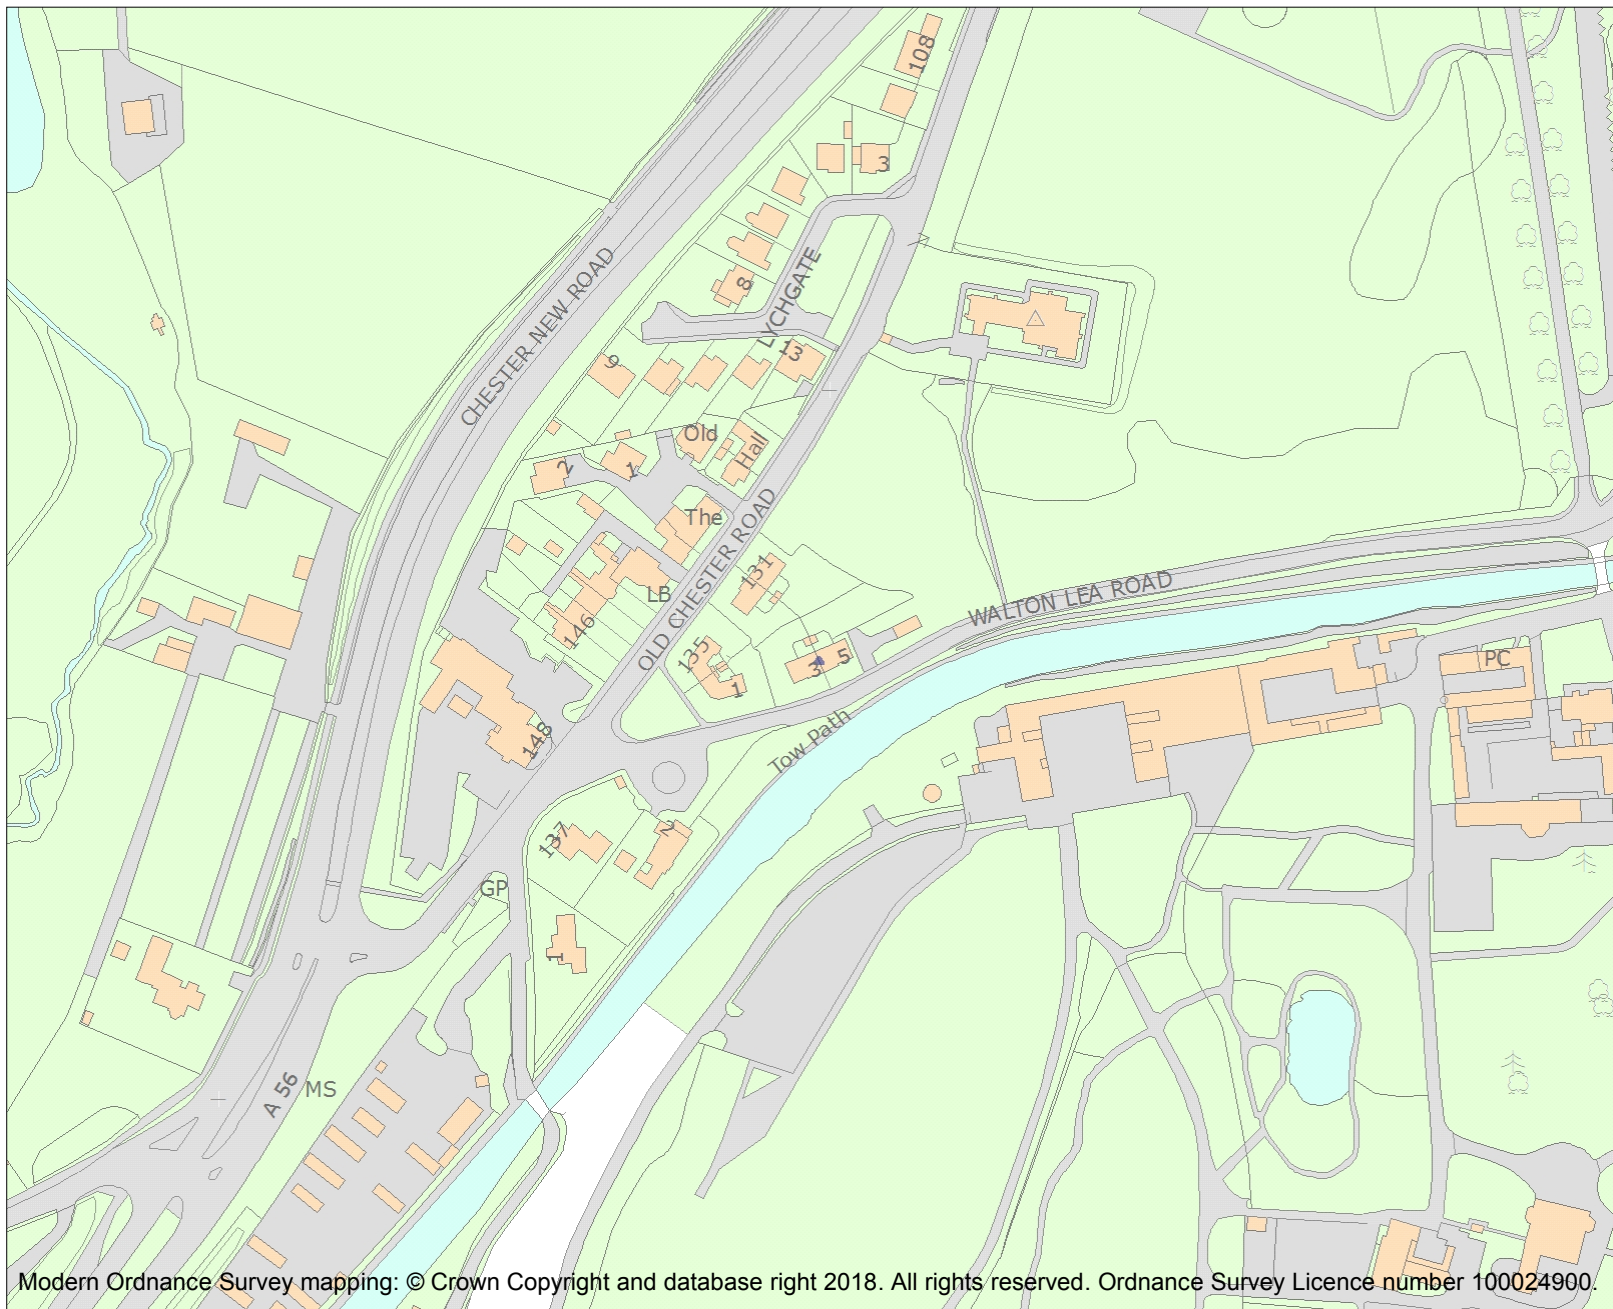 108
3
CHESTER NEW ROAD
LYCHGATE
8
9
13
Old
Hall
2
1
The
OLD CHESTER ROAD
131
LB
146
WALTON LEA ROAD
135
1
3
5
PC
148
Tow Path
137
2
GP
1
A 56
MS
Modern Ordnance Survey mapping: © Crown Copyright and database right 2018. All rights reserved. Ordnance Survey Licence number 100024900.